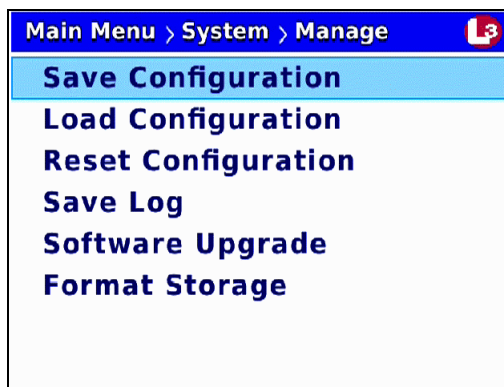 Main Menu > System > Manage L3
Save Configuration
Load Configuration
Reset Configuration
Save Log
Software Upgrade
Format Storage